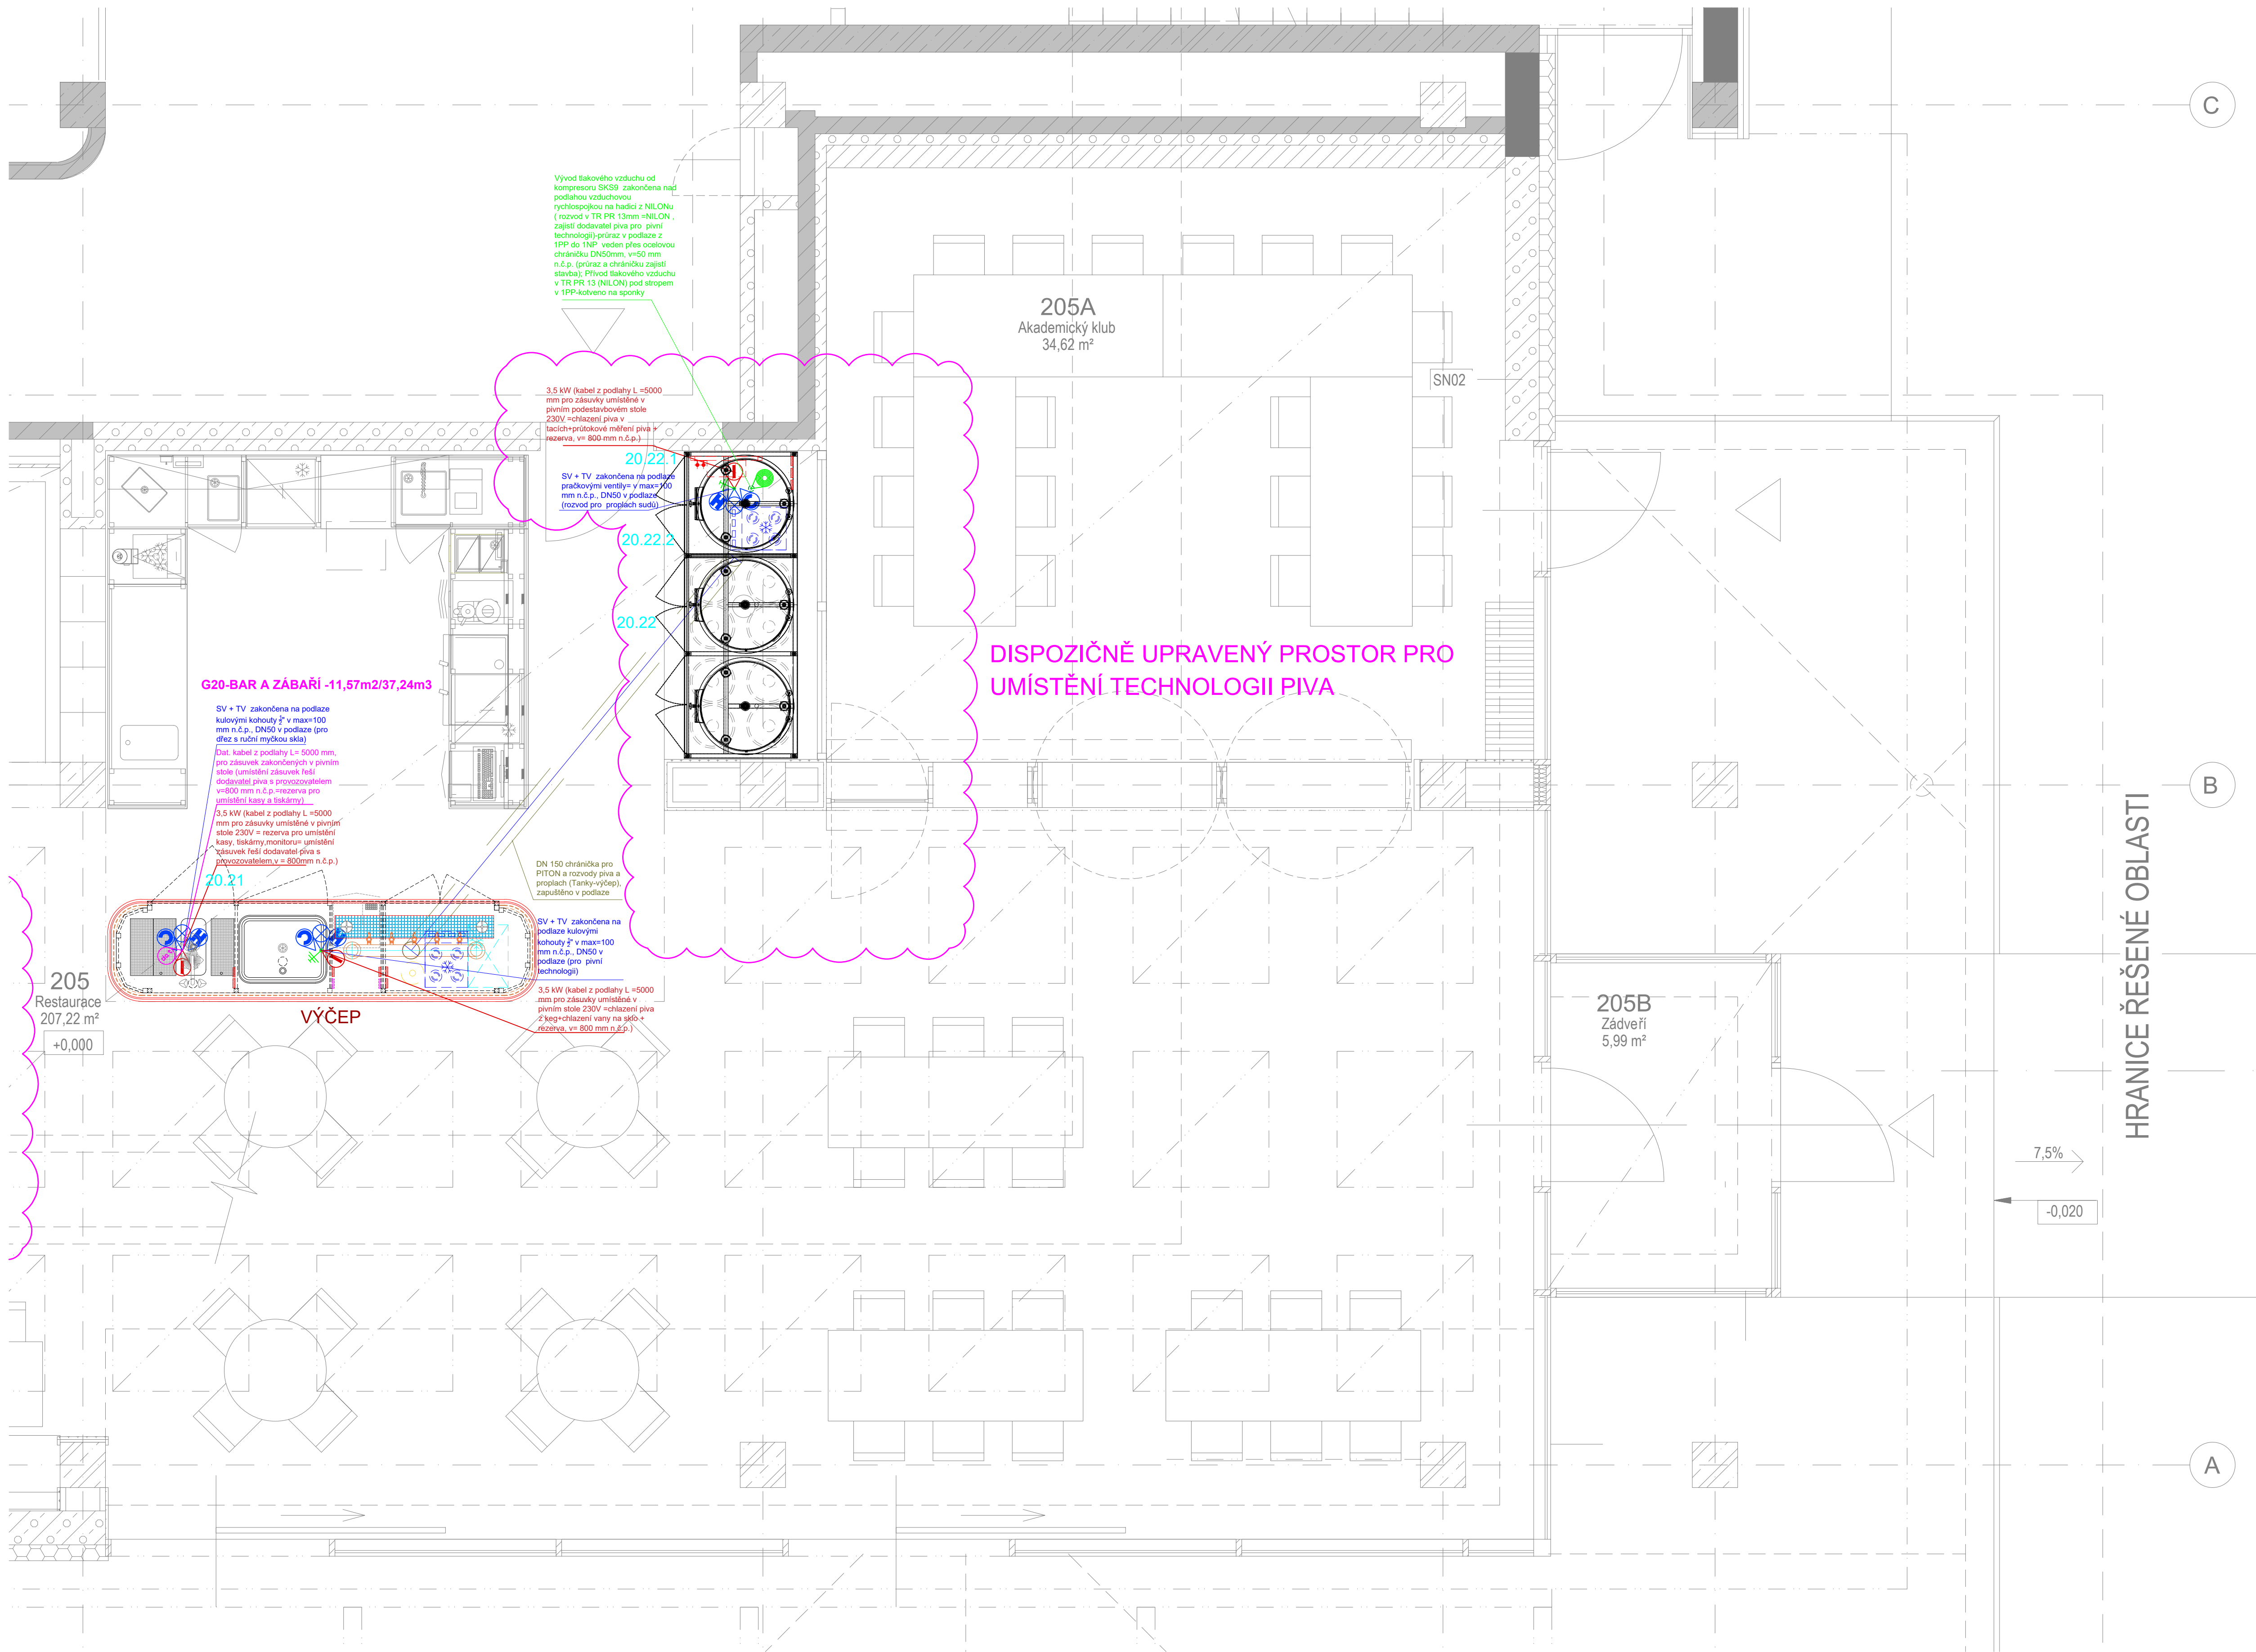 C
Vývod tlakového vzduchu od
kompresoru SKS9 zakončena nad
podlahou vzduchovou
rychlospojkou na hadici z NILONu
( rozvod v TR PR 13mm =NILON ,
zajistí dodavatel piva pro pivní
technologii)-průraz v podlaze z
1PP do 1NP veden přes ocelovou
chráničku DN50mm, v=50 mm
n.č.p. (průraz a chráničku zajistí
stavba); Přívod tlakového vzduchu
v TR PR 13 (NILON) pod stropem
v 1PP-kotveno na sponky
205A
Akademický klub
34,62 m²
SN02
3,5 kW (kabel z podlahy L =5000
mm pro zásuvky umístěné v
pivním podestavbovém stole
230V =chlazení piva v
tacích+průtokové měření piva +
rezerva, v= 800 mm n.č.p.)
20.22.1
SV + TV zakončena na podlaze
pračkovými ventily= v max=100
mm n.č.p., DN50 v podlaze
(rozvod pro proplach sudů)
20.22.2
20.22
DISPOZIČNĚ UPRAVENÝ PROSTOR PRO
UMÍSTĚNÍ TECHNOLOGII PIVA
G20-BAR A ZÁBAŘÍ -11,57m2/37,24m3
SV + TV zakončena na podlaze
kulovými kohouty ½" v max=100
mm n.č.p., DN50 v podlaze (pro
dřez s ruční myčkou skla)
Dat. kabel z podlahy L= 5000 mm,
pro zásuvek zakončených v pivním
stole (umístění zásuvek řeší
dodavatel piva s provozovatelem
v=800 mm n.č.p.=rezerva pro
umístění kasy a tiskárny)
3,5 kW (kabel z podlahy L =5000
mm pro zásuvky umístěné v pivním
stole 230V = rezerva pro umístění
kasy, tiskárny,monitoru= umístění
zásuvek řeší dodavatel piva s
provozovatelem,v = 800mm n.č.p.)
20.21
B
HRANICE ŘEŠENÉ OBLASTI
DN 150 chránička pro
PITON a rozvody piva a
proplach (Tanky-výčep),
zapuštěno v podlaze
SV + TV zakončena na
podlaze kulovými
kohouty ½" v max=100
mm n.č.p., DN50 v
podlaze (pro pivní
technologii)
3,5 kW (kabel z podlahy L =5000
mm pro zásuvky umístěné v
pivním stole 230V =chlazení piva
z keg+chlazení vany na sklo +
rezerva, v= 800 mm n.č.p.)
VÝČEP
205
Restaurace
207,22 m²
+0,000
205B
Zádveří
5,99 m²
7,5%
-0,020
A